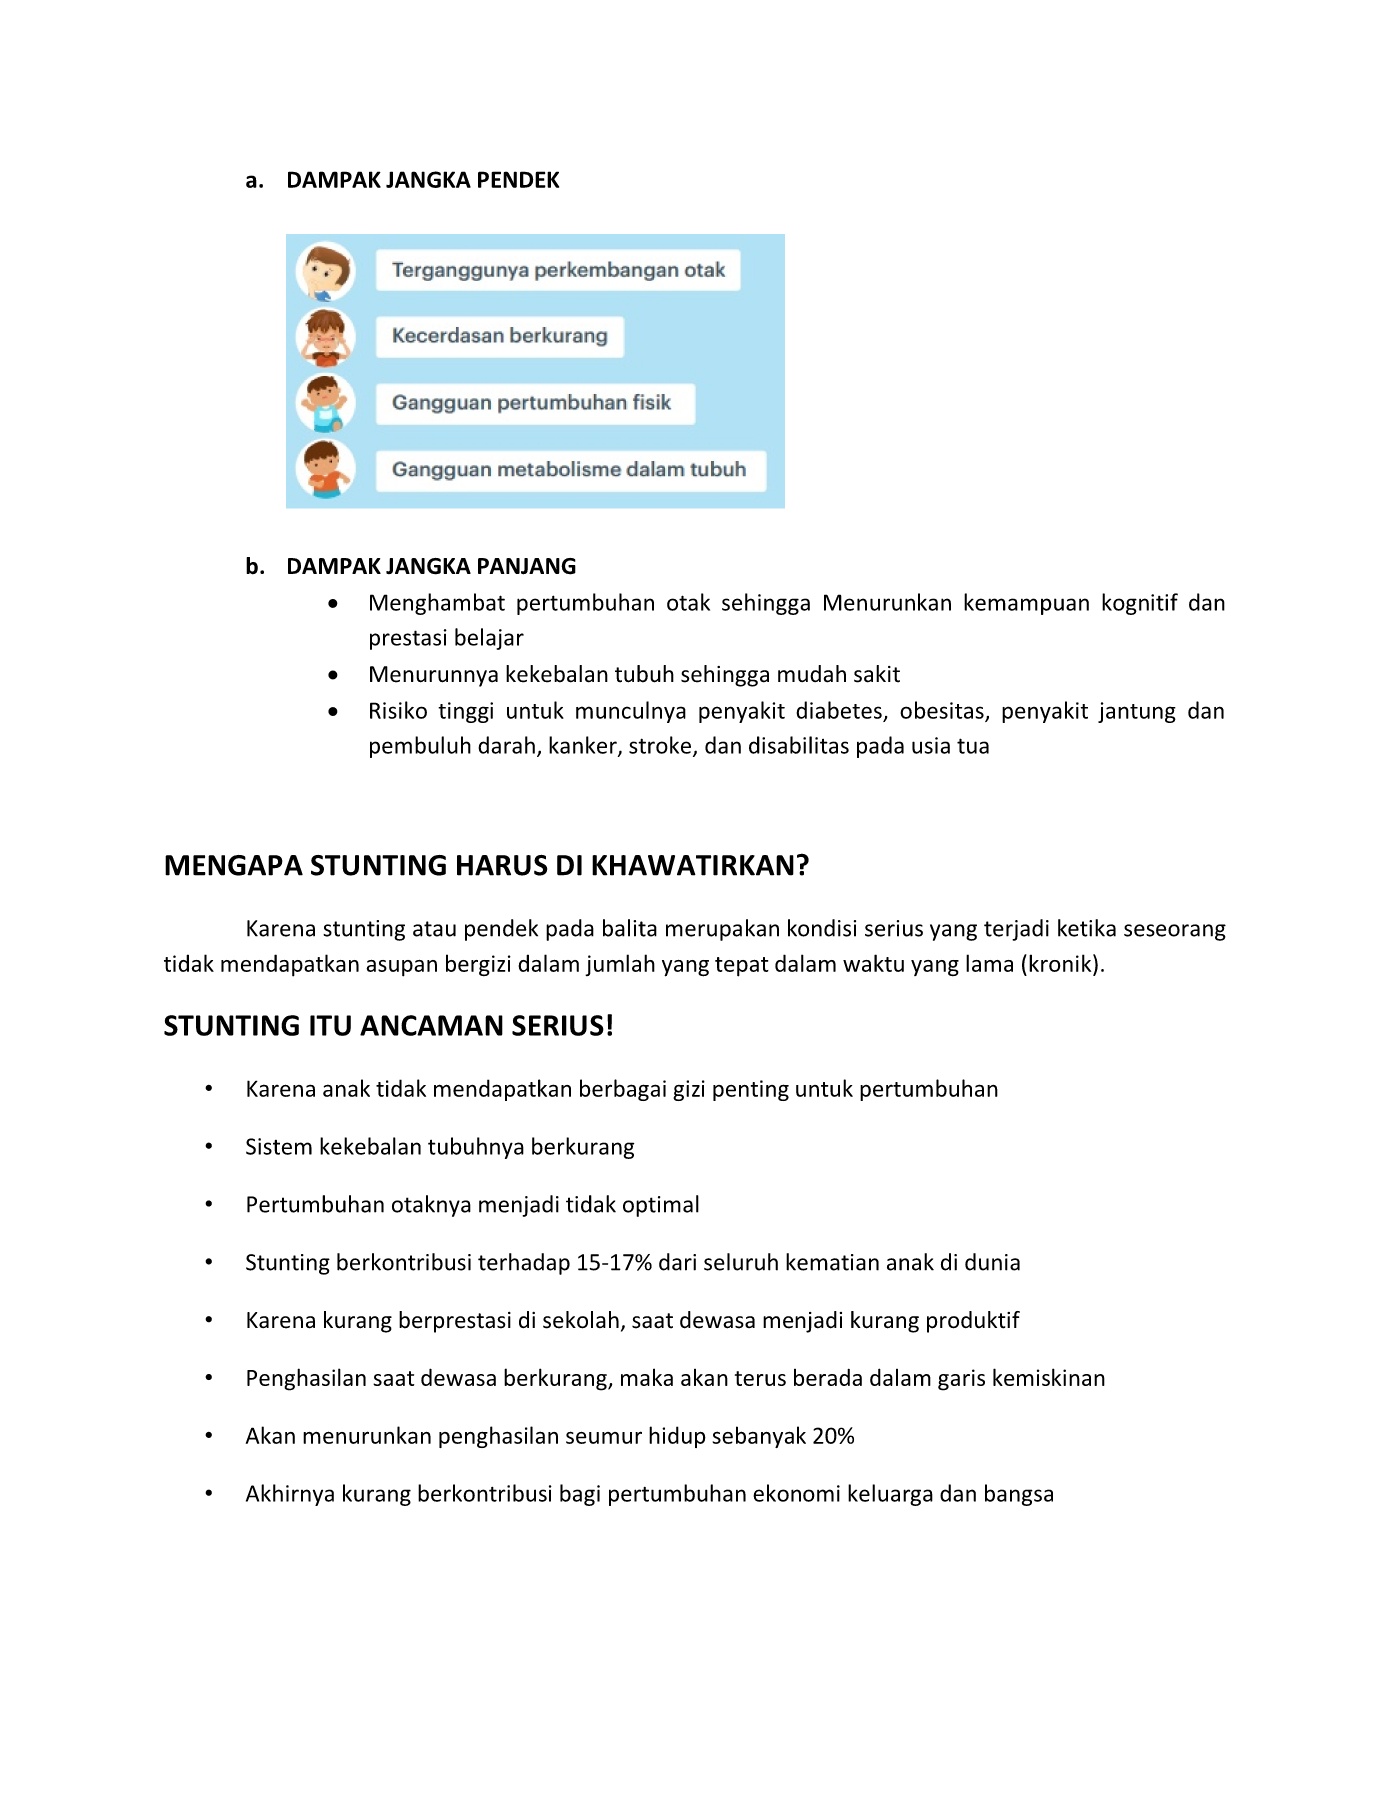 a. DAMPAK JANGKA PENDEK
Terganggunya perkembangan otak
Kecerdasan berkurang
Gangguan pertumbuhan fisik
Gangguan metabolisme dalam tubuh
b. DAMPAK JANGKA PANJANG
• Menghambat pertumbuhan otak sehingga Menurunkan kemampuan kognitif dan
prestasi belajar
• Menurunnya kekebalan tubuh sehingga mudah sakit
• Risiko tinggi untuk munculnya penyakit diabetes, obesitas, penyakit jantung dan
pembuluh darah, kanker, stroke, dan disabilitas pada usia tua
MENGAPA STUNTING HARUS DI KHAWATIRKAN?
Karena stunting atau pendek pada balita merupakan kondisi serius yang terjadi ketika seseorang
tidak mendapatkan asupan bergizi dalam jumlah yang tepat dalam waktu yang lama (kronik).
STUNTING ITU ANCAMAN SERIUS!
• Karena anak tidak mendapatkan berbagai gizi penting untuk pertumbuhan
• Sistem kekebalan tubuhnya berkurang
• Pertumbuhan otaknya menjadi tidak optimal
• Stunting berkontribusi terhadap 15-17% dari seluruh kematian anak di dunia
• Karena kurang berprestasi di sekolah, saat dewasa menjadi kurang produktif
• Penghasilan saat dewasa berkurang, maka akan terus berada dalam garis kemiskinan
• Akan menurunkan penghasilan seumur hidup sebanyak 20%
• Akhirnya kurang berkontribusi bagi pertumbuhan ekonomi keluarga dan bangsa